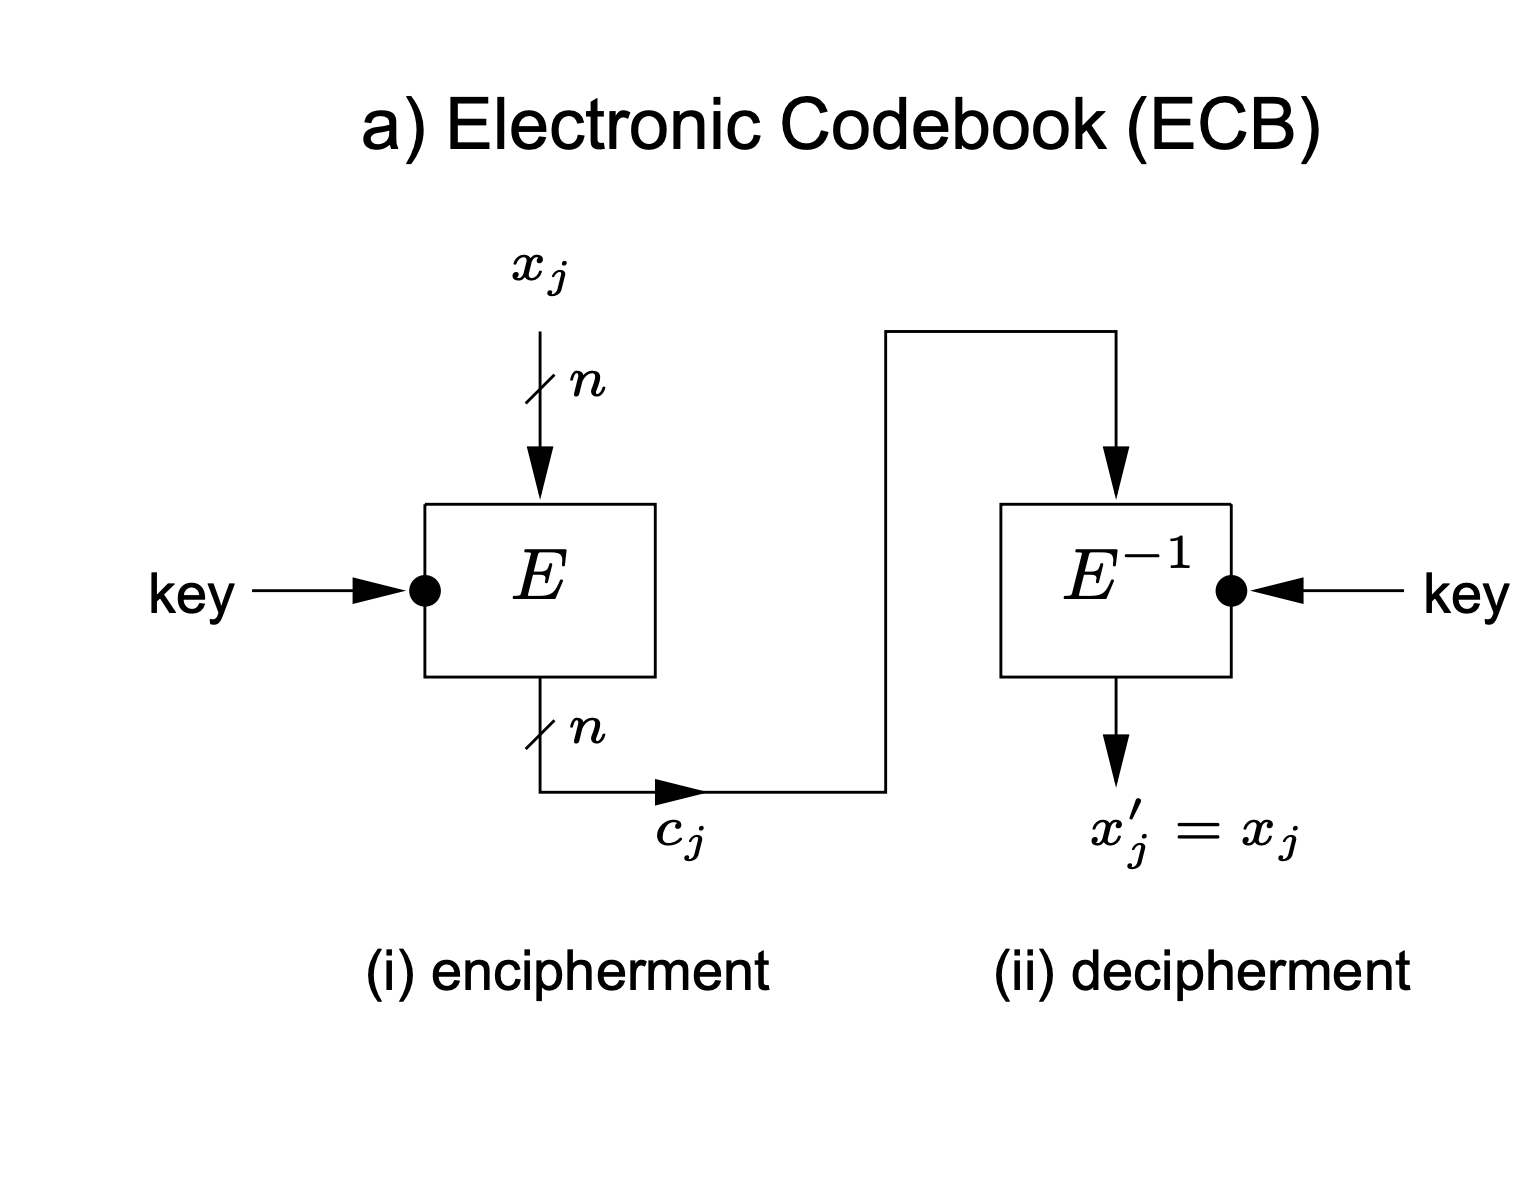 a) Electronic Codebook (ECB)
x_j
n
key
E
E^{-1}
key
n
c_j
x'_j = x_j
(i) encipherment
(ii) decipherment